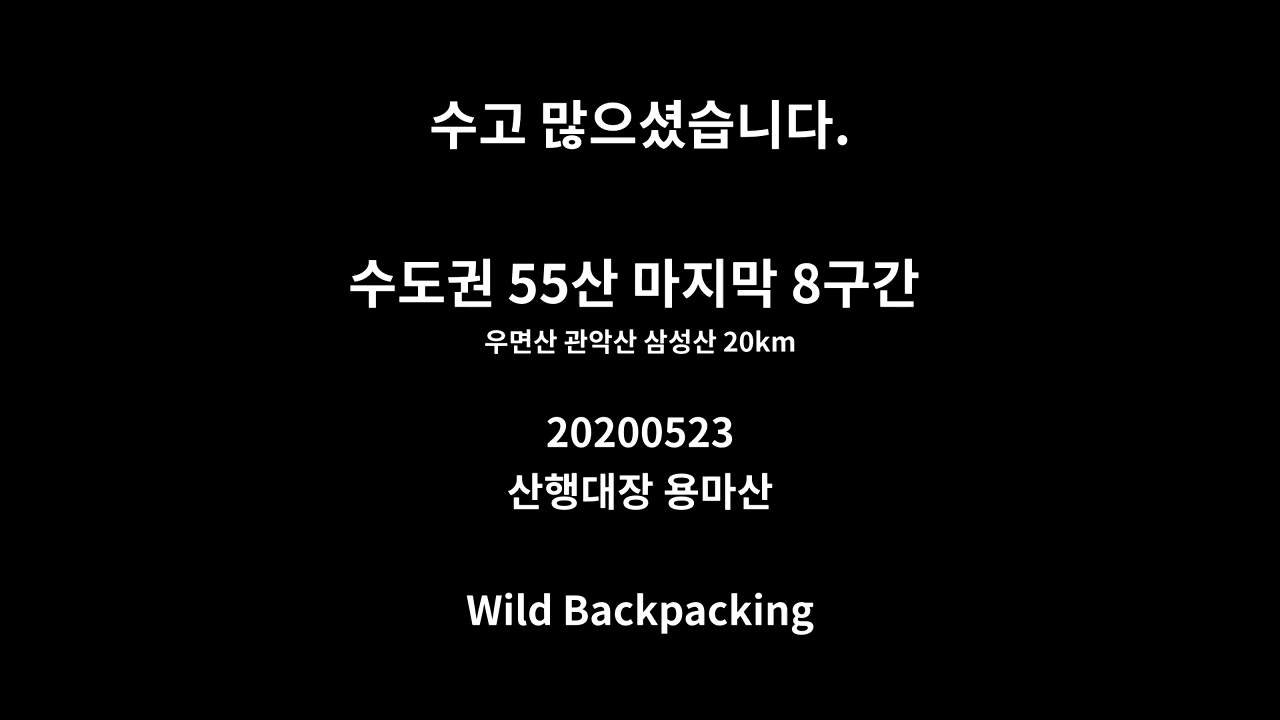 수고 많으셨습니다.
수도권 55산 마지막 8구간
우면산 관악산 삼성산 20km
20200523
산행대장 용마산
Wild Backpacking